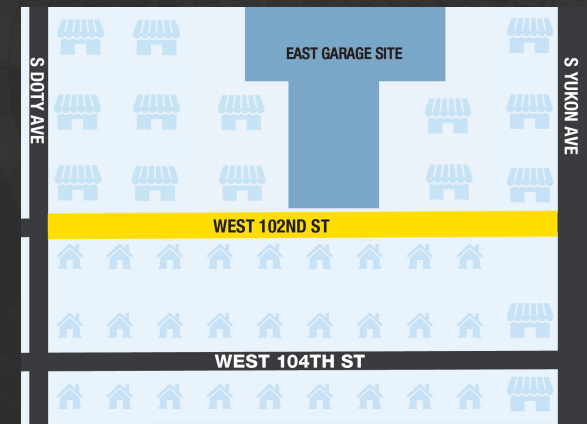 EAST GARAGE SITE
S DOTY AVE
S YUKON AVE
WEST 102ND ST
WEST 104TH ST